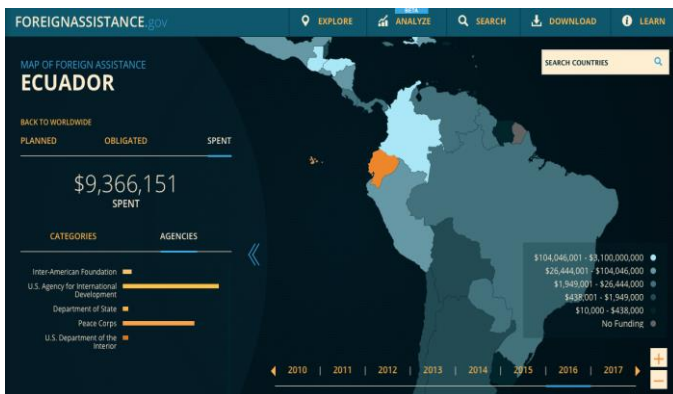 FOREIGNASSISTANCE.gov
EXPLORE
BETA
ANALYZE
SEARCH
DOWNLOAD
LEARN
MAP OF FOREIGN ASSISTANCE
ECUADOR
SEARCH COUNTRIES
BACK TO WORLDWIDE
PLANNED OBLIGATED SPENT
$9,366,151
SPENT
CATEGORIES AGENCIES
Inter-American Foundation
U.S. Agency for International
Development
Department of State
Peace Corps
U.S. Department of the
Interior
$104,046,001 - $3,100,000,000
$26,444,001 - $104,046,000
$1,949,001 - $26,444,000
$438,001 - $1,949,000
$10,000 - $438,000
No Funding
2010 | 2011 | 2012 | 2013 | 2014 | 2015 | 2016 | 2017